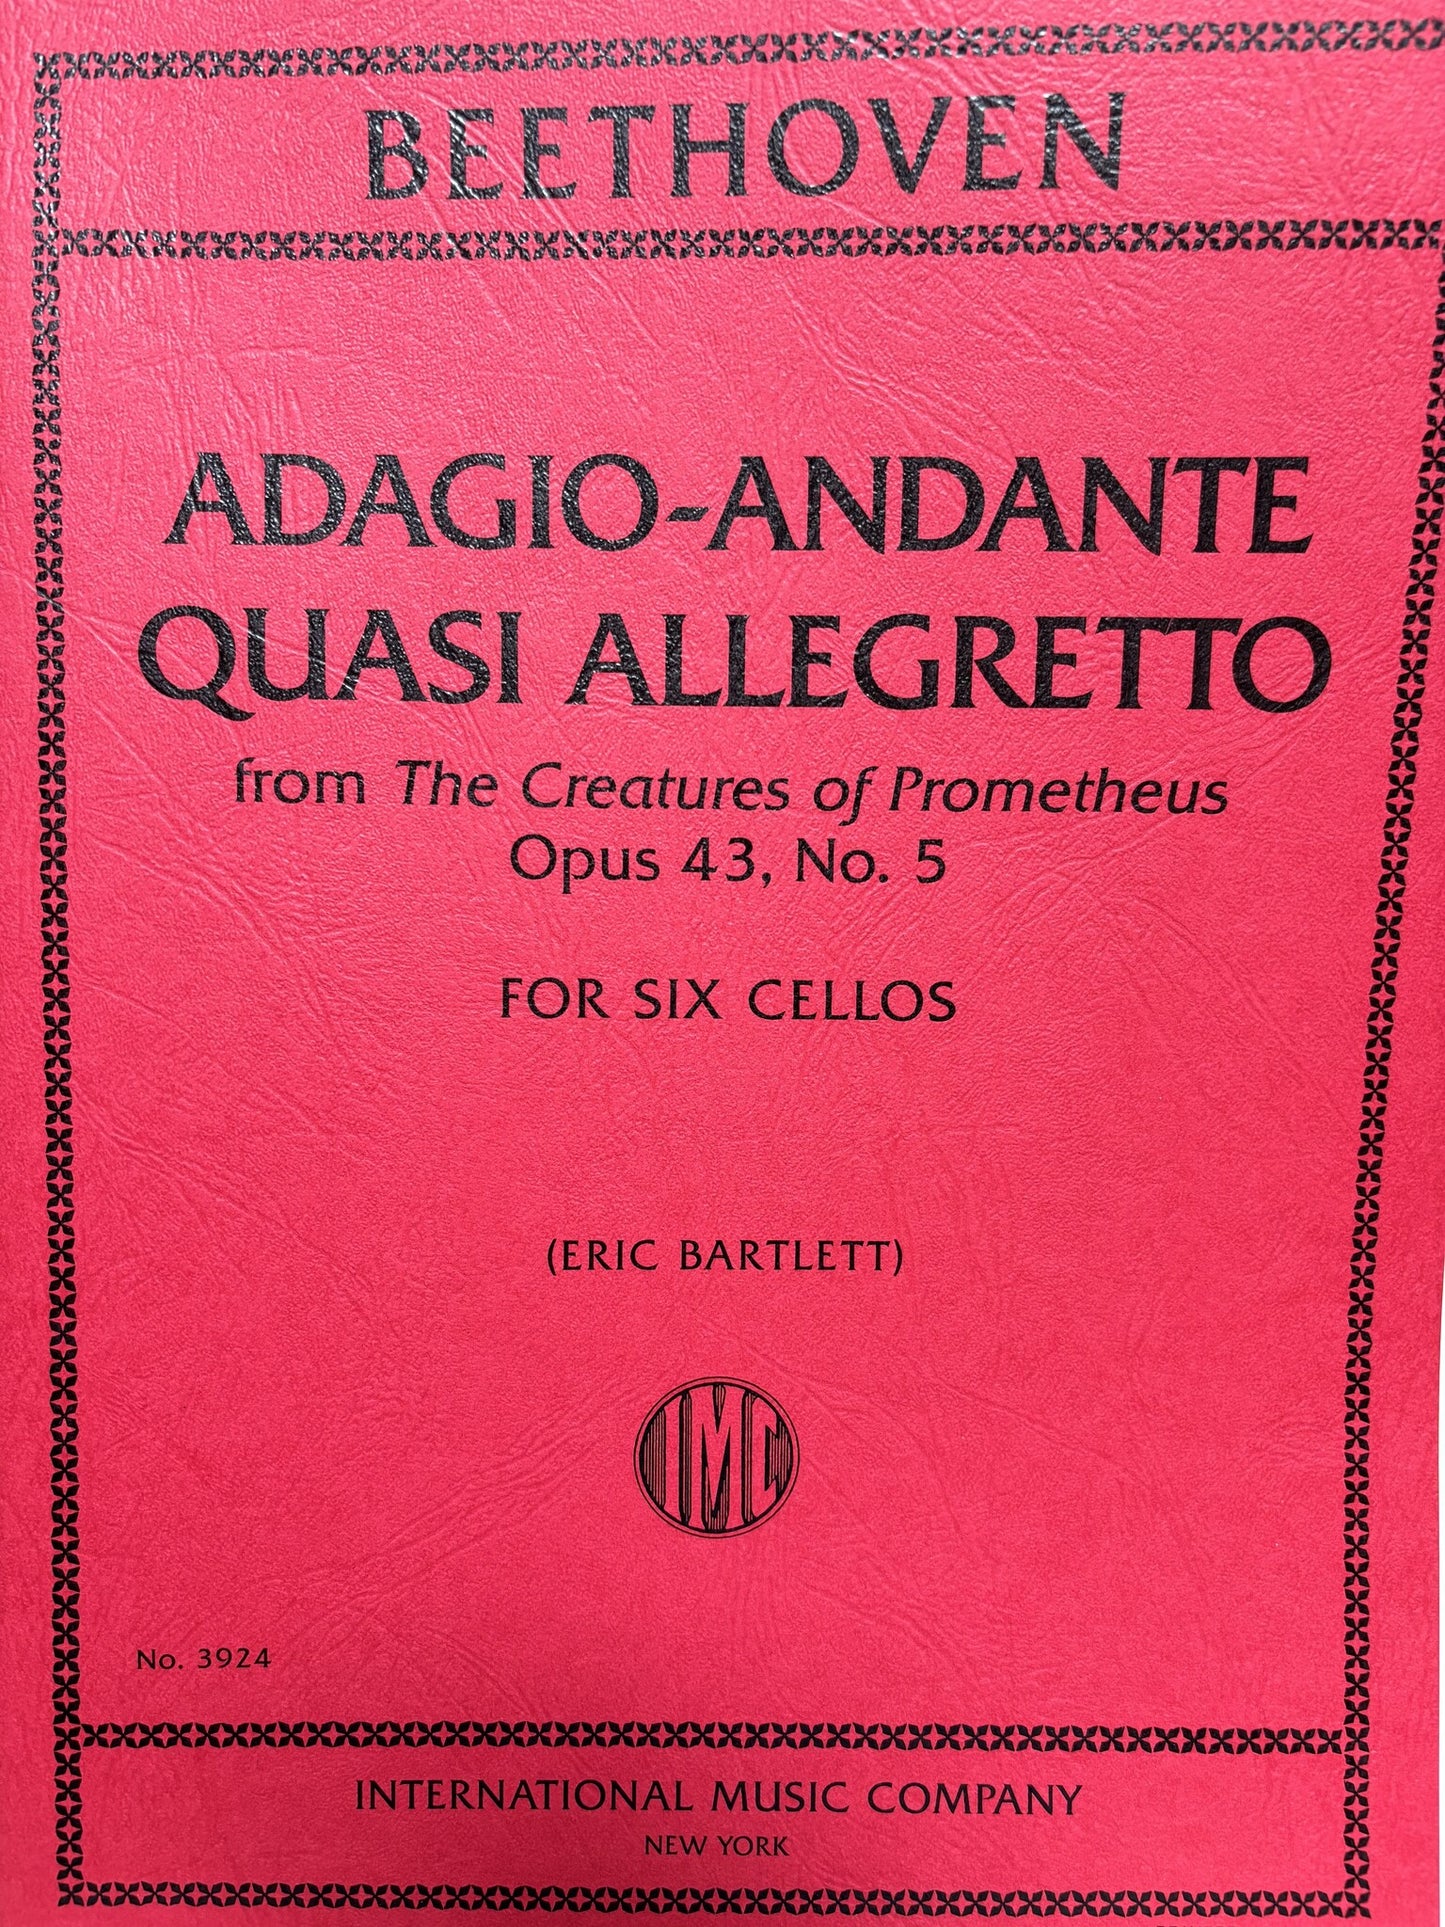 BEETHOVEN
ADAGIO-ANDANTE
QUASI ALLEGRETTO
from The Creatures of Prometheus
Opus 43, No. 5
FOR SIX CELLOS
(ERIC BARTLETT)
IMC
No. 3924
INTERNATIONAL MUSIC COMPANY
NEW YORK